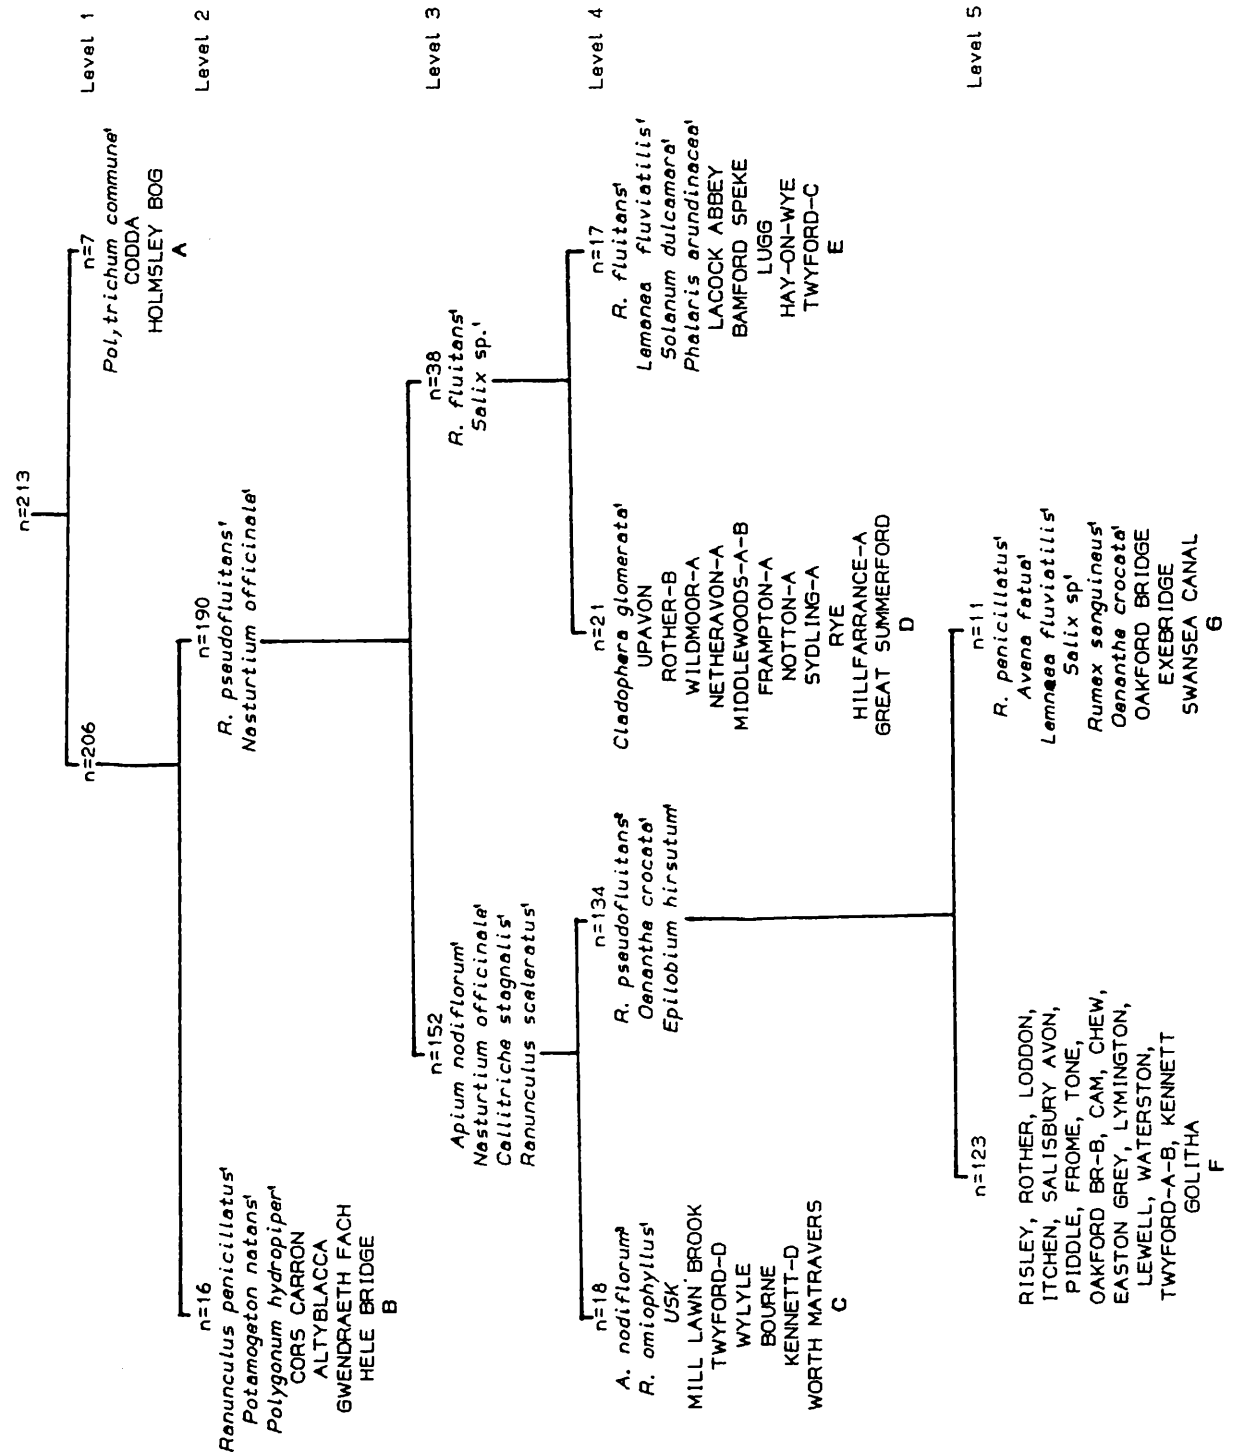 n=213
Level 1
n=206
n=7
Pol,trichum commune¹
CODDA
HOLMSLEY BOG
A
Level 2
n=16
Ranunculus penicillatus¹
Potamogeton natans¹
Polygonum hydropiper¹
CORS CARRON
ALTYBLACCA
GWENDRAETH FACH
HELE BRIDGE
B
n=190
R. pseudofluitans¹
Nasturtium officinale¹
Level 3
n=152
Apium nodiflorum¹
Nasturtium officinale¹
Callitriche stagnalis¹
Ranunculus sceleratus¹
n=38
R. fluitans¹
Salix sp.¹
Level 4
n=18
A. nodiflorum³
R. omiophyllus¹
USK
MILL LAWN BROOK
TWYFORD-D
WYLYLE
BOURNE
KENNETT-D
WORTH MATRAVERS
C
n=134
R. pseudofluitans²
Oenanthe crocata¹
Epilobium hirsutum¹
n=21
Cladophera glomerata¹
UPAVON
ROTHER-B
WILDMOOR-A
NETHERAVON-A
MIDDLEWOODS-A-B
FRAMPTON-A
NOTTON-A
SYDLING-A
RYE
HILLFARRANCE-A
GREAT SUMMERFORD
D
n=17
R. fluitans¹
Lemanea fluviatilis¹
Solanum dulcamara¹
Phalaris arundinacea¹
LACOCK ABBEY
BAMFORD SPEKE
LUGG
HAY-ON-WYE
TWYFORD-C
E
Level 5
n=123
RISLEY, ROTHER, LODDON,
ITCHEN, SALISBURY AVON,
PIDDLE, FROME, TONE,
OAKFORD BR-B, CAM, CHEW,
EASTON GREY, LYMINGTON,
LEWELL, WATERSTON,
TWYFORD-A-B, KENNETT
GOLITHA
F
n=11
R. penicillatus¹
Avena fatua¹
Lemnaea fluviatilis¹
Salix sp¹
Rumex sanguineus¹
Oenanthe crocata¹
OAKFORD BRIDGE
EXEBRIDGE
SWANSEA CANAL
G